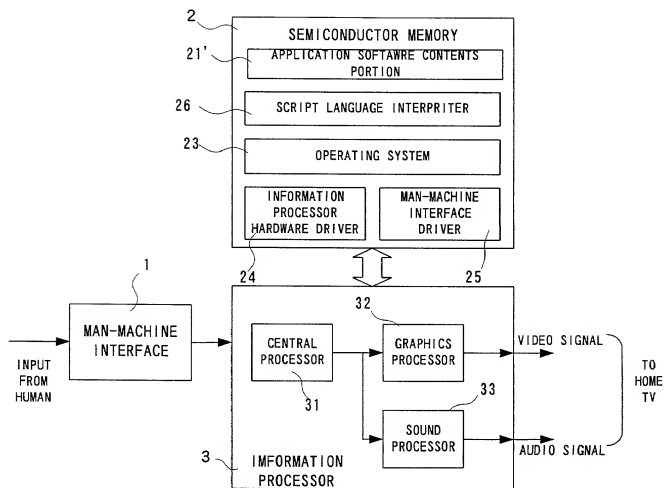 2
SEMICONDUCTOR MEMORY
21'
APPLICATION SOFTAWRE CONTENTS
PORTION
26
SCRIPT LANGUAGE INTERPRITER
23
OPERATING SYSTEM
INFORMATION
PROCESSOR
HARDWARE DRIVER
MAN-MACHINE
INTERFACE
DRIVER
24
25
1
MAN-MACHINE
INTERFACE
INPUT
FROM
HUMAN
32
CENTRAL
PROCESSOR
31
GRAPHICS
PROCESSOR
VIDEO SIGNAL
33
SOUND
PROCESSOR
AUDIO SIGNAL
TO
HOME
TV
3
IMFORMATION
PROCESSOR